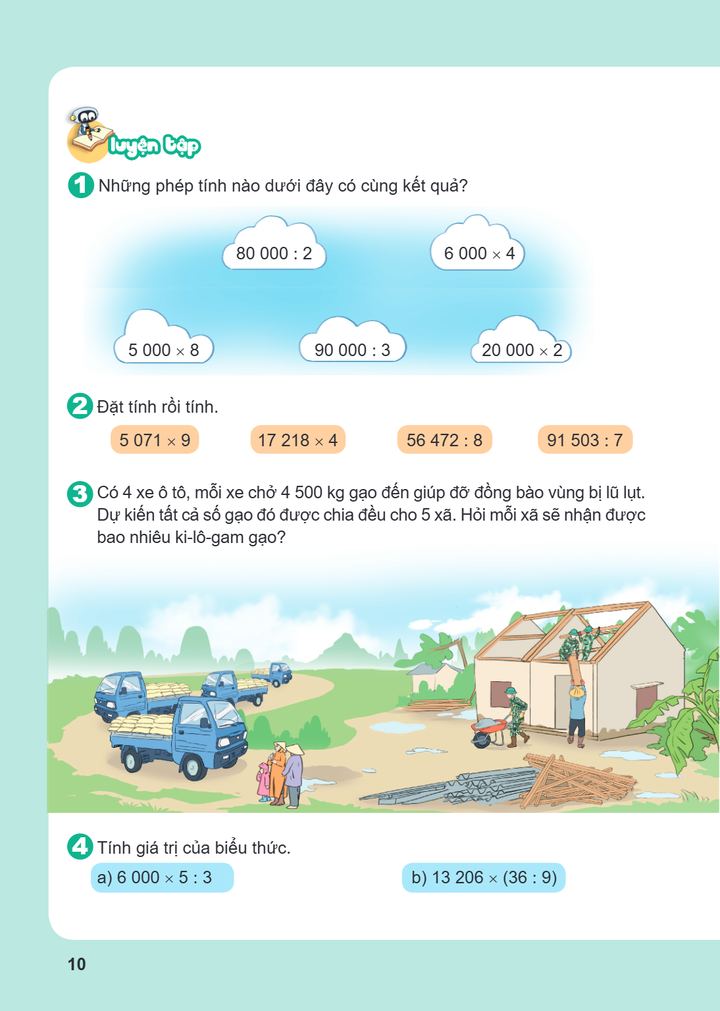 luyện tập
1 Những phép tính nào dưới đây có cùng kết quả?
80 000 : 2
6 000 × 4
5 000 × 8
90 000 : 3
20 000 × 2
2 Đặt tính rồi tính.
5 071 × 9
17 218 × 4
56 472 : 8
91 503 : 7
3 Có 4 xe ô tô, mỗi xe chở 4 500 kg gạo đến giúp đỡ đồng bào vùng bị lũ lụt.
Dự kiến tất cả số gạo đó được chia đều cho 5 xã. Hỏi mỗi xã sẽ nhận được
bao nhiêu ki-lô-gam gạo?
4 Tính giá trị của biểu thức.
a) 6 000 × 5 : 3
b) 13 206 × (36 : 9)
10